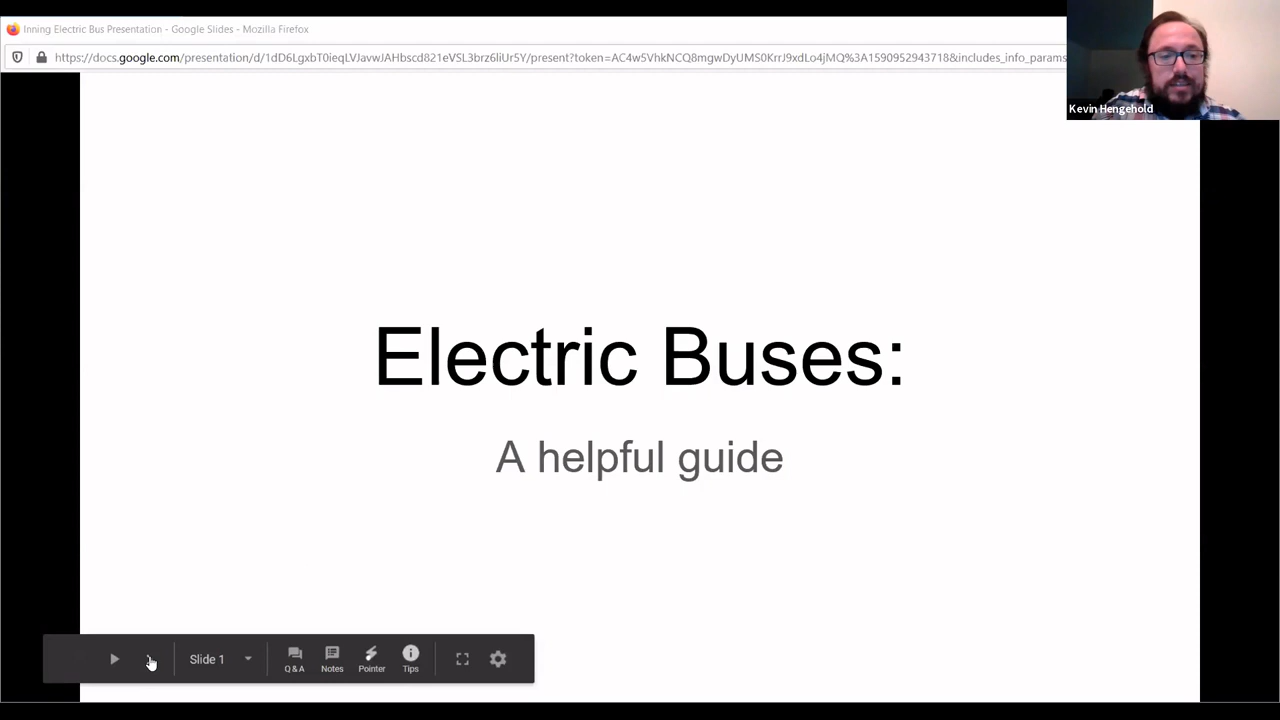 Inning Electric Bus Presentation - Google Slides - Mozilla Firefox
https://docs.google.com/presentation/d/1dD6LgxbT0ieqLVJavwJAHbscd821eVSL3brz6liUr5Y/present?token=AC4w5VhkNCQ8mgwDyUMS0KrrJ9xdLo4jMQ%3A1590952943718&includes_info_params
Kevin Hengehold
Electric Buses:
A helpful guide
Slide 1
Q & A Notes Pointer Tips